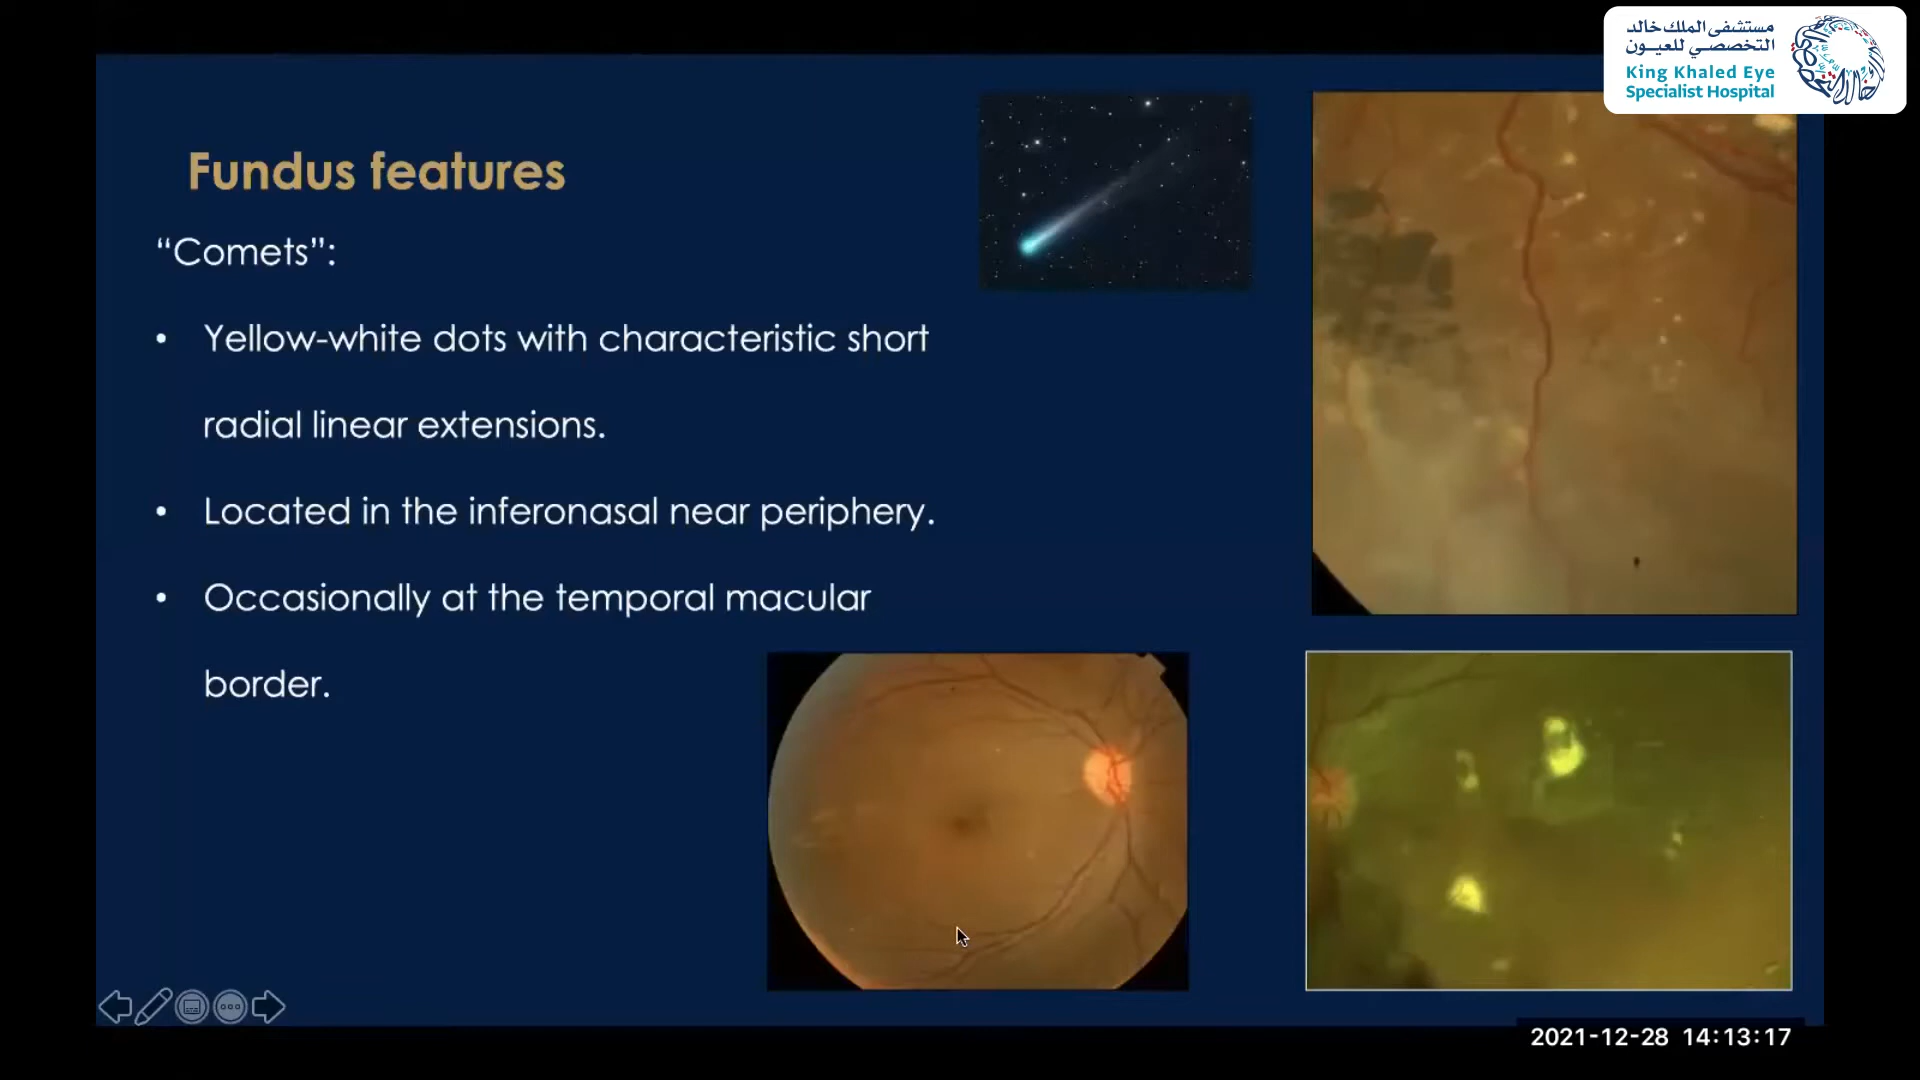 مستشفى الملك خالد
التخصصي للعيون
King Khaled Eye
Specialist Hospital
Fundus features
“Comets”:
• Yellow-white dots with characteristic short
radial linear extensions.
• Located in the inferonasal near periphery.
• Occasionally at the temporal macular
border.
2021-12-28 14:13:17